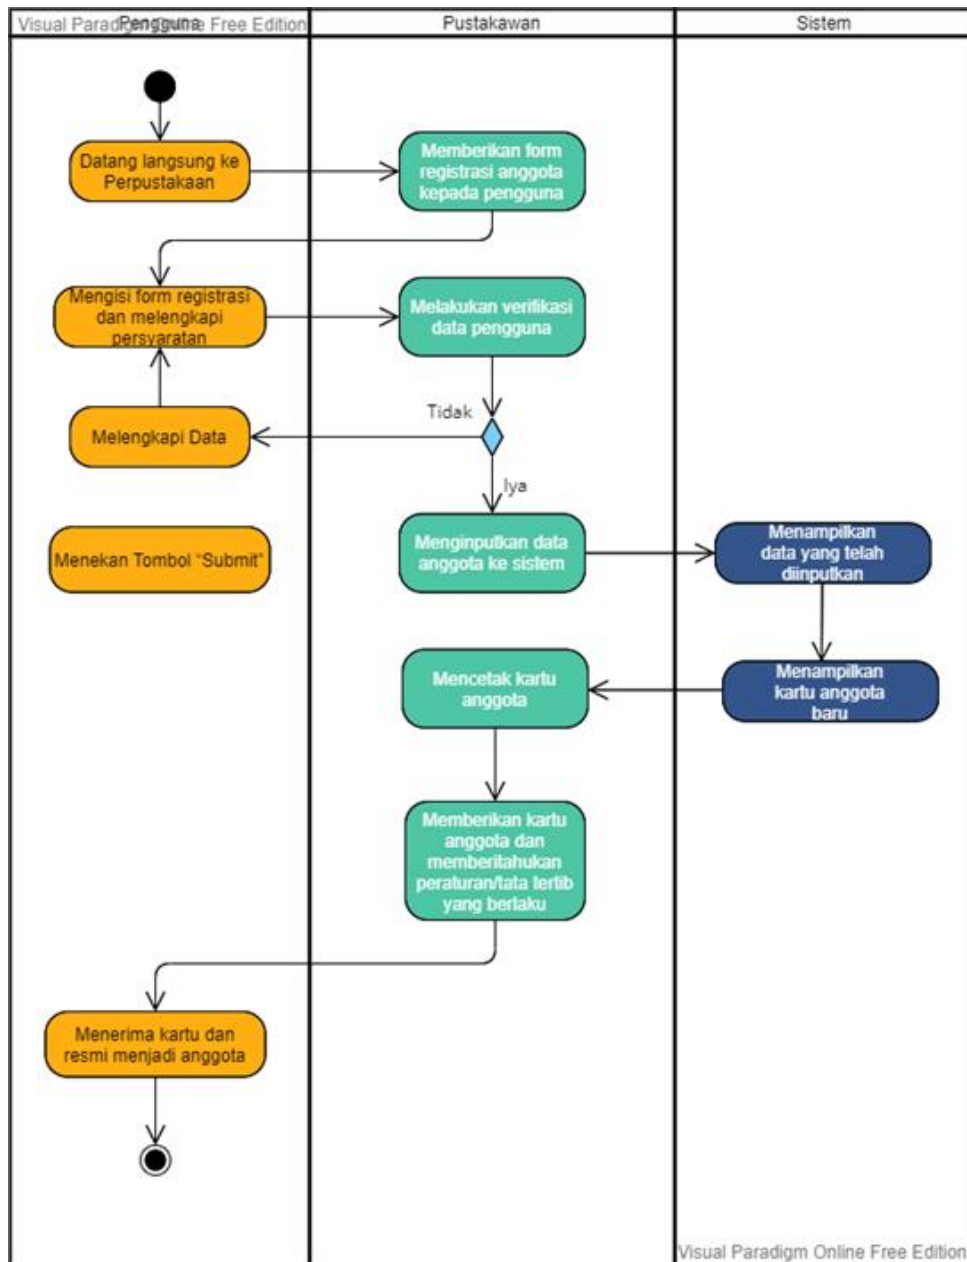 Visual Paradigm Online Free Edition
Pengguna
Pustakawan
Sistem
Datang langsung ke
Perpustakaan
Memberikan form
registrasi anggota
kepada pengguna
Mengisi form registrasi
dan melengkapi
persyaratan
Melakukan verifikasi
data pengguna
Tidak
Melengkapi Data
Iya
Menekan Tombol “Submit”
Menginputkan data
anggota ke sistem
Menampilkan
data yang telah
diinputkan
Mencetak kartu
anggota
Menampilkan
kartu anggota
baru
Memberikan kartu
anggota dan
memberitahukan
peraturan/tata tertib
yang berlaku
Menerima kartu dan
resmi menjadi anggota
Visual Paradigm Online Free Edition